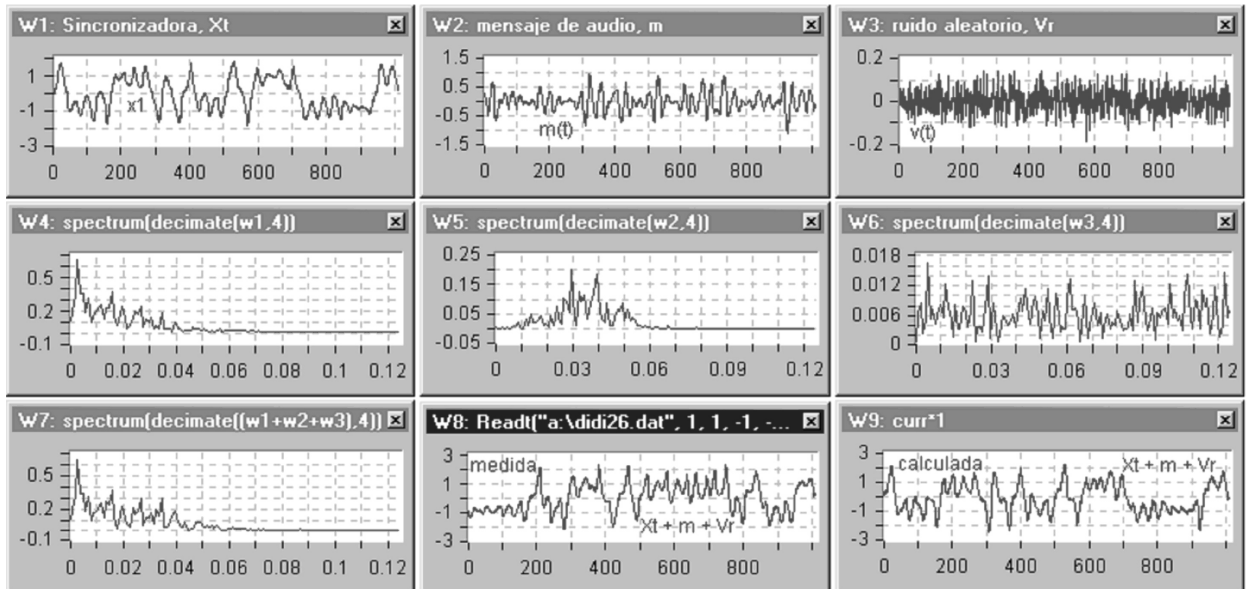 W1: Sincronizadora, Xt
1
-1
-3
x1
0 200 400 600 800
W2: mensaje de audio, m
1.5
0.5
-0.5
-1.5
m(t)
0 200 400 600 800
W3: ruido aleatorio, Vr
0.2
0
-0.2
v(t)
0 200 400 600 800
W4: spectrum(decimate(w1,4))
0.5
0.2
-0.1
0 0.02 0.04 0.06 0.08 0.1 0.12
W5: spectrum(decimate(w2,4))
0.25
0.15
0.05
-0.05
0 0.03 0.06 0.09 0.12
W6: spectrum(decimate(w3,4))
0.018
0.012
0.006
0
0 0.03 0.06 0.09 0.12
W7: spectrum(decimate((w1+w2+w3),4))
0.5
0.2
-0.1
0 0.02 0.04 0.06 0.08 0.1 0.12
W8: Readt("a:\didi26.dat", 1, 1, -1, -...
3
1
-1
-3
medida
Xt + m + Vr
0 200 400 600 800
W9: curr*1
3
1
-1
-3
calculada
Xt + m + Vr
0 200 400 600 800